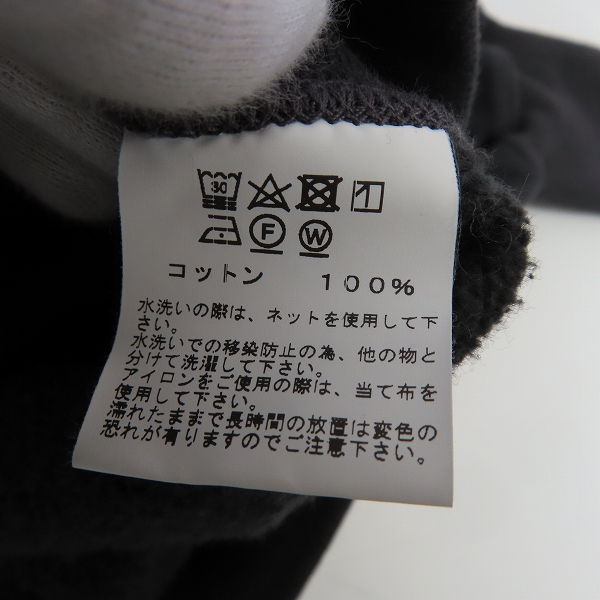 30
F W
コットン 100%
水洗いの際は、ネットを使用して下
さい。
水洗いでの移染防止の為、他の物と
分けて洗濯して下さい。
アイロンをご使用の際は、当て布を
使用して下さい。
濡れたままで長時間の放置は変色の
恐れが有りますのでご注意下さい。